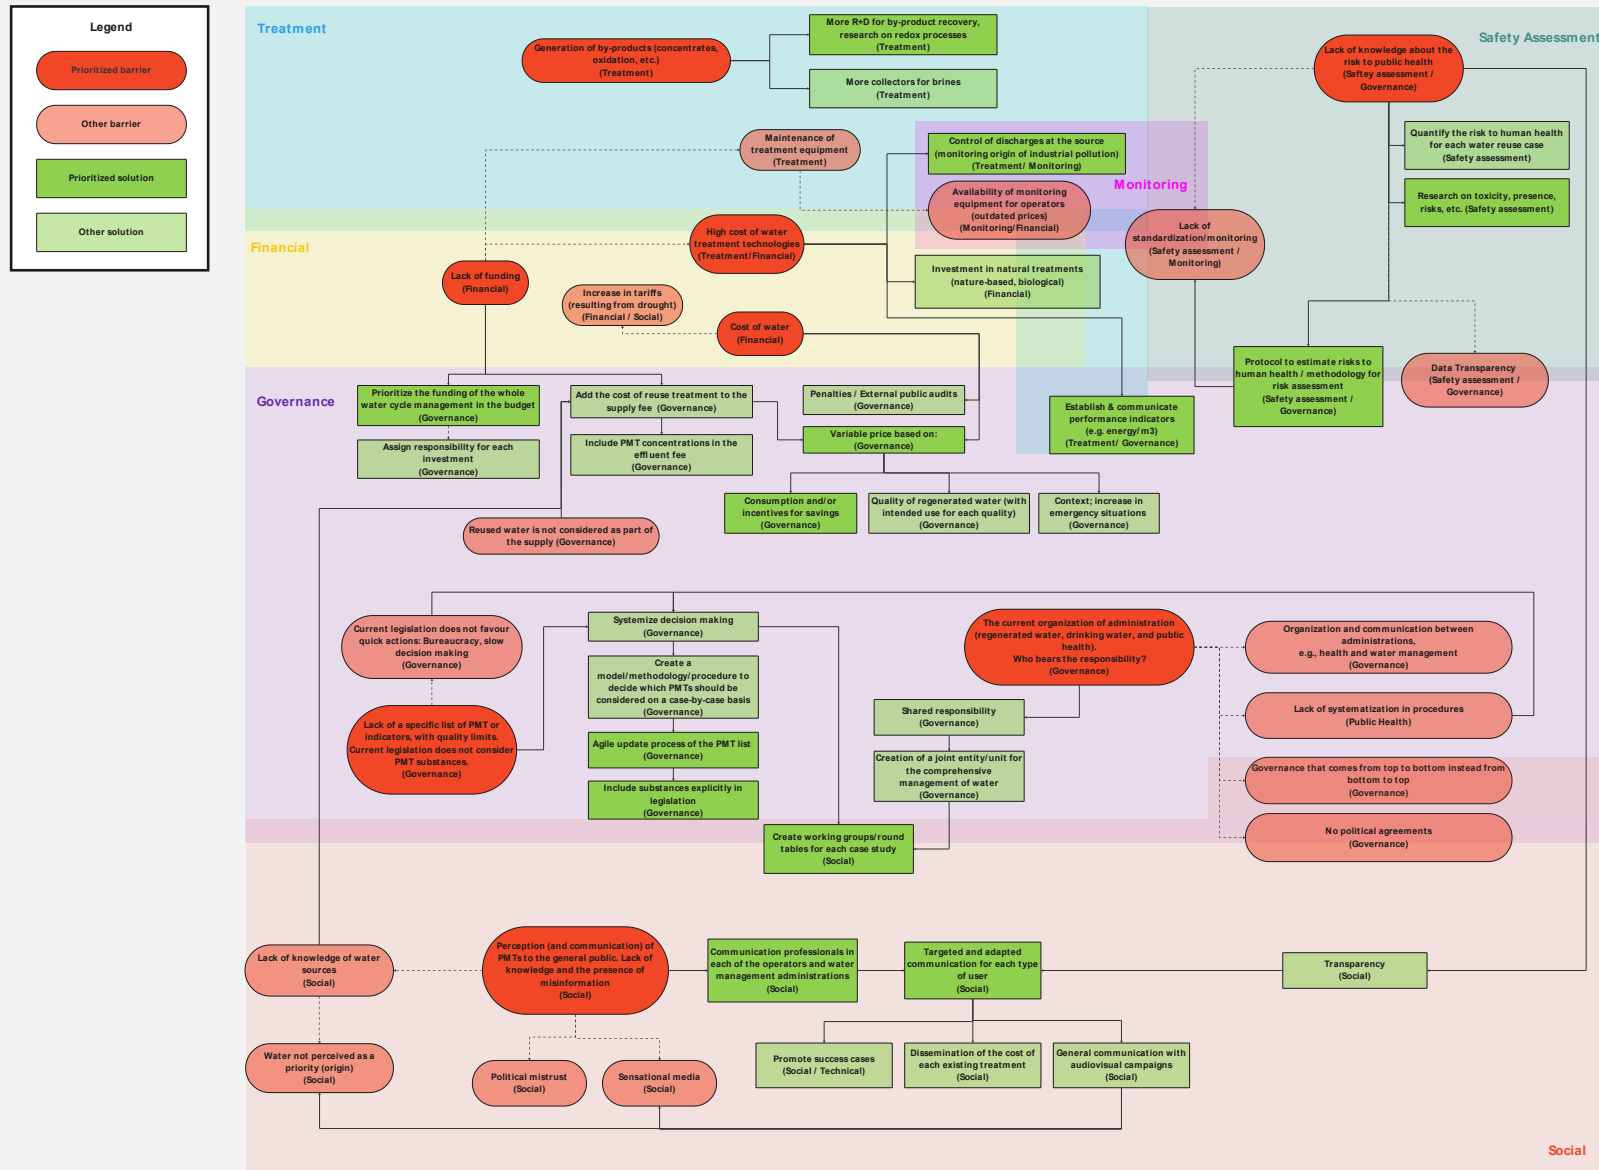 Legend
Prioritized barrier
Other barrier
Prioritized solution
Other solution
Treatment
Generation of by-products (concentrates,
oxidation, etc.)
(Treatment)
More R+D for by-product recovery,
research on redox processes
(Treatment)
More collectors for brines
(Treatment)
Safety Assessment
Lack of knowledge about the
risk to public health
(Saftey assessment /
Governance)
Quantify the risk to human health
for each water reuse case
(Safety assessment)
Research on toxicity, presence,
risks, etc. (Safety assessment)
Maintenance of
treatment equipment
(Treatment)
Control of discharges at the source
(monitoring origin of industrial pollution)
(Treatment/ Monitoring)
Monitoring
Availability of monitoring
equipment for operators
(outdated prices)
(Monitoring/Financial)
Lack of
standardization/monitoring
(Safety assessment /
Monitoring)
Financial
High cost of water
treatment technologies
(Treatment/Financial)
Lack of funding
(Financial)
Investment in natural treatments
(nature-based, biological)
(Financial)
Increase in tariffs
(resulting from drought)
(Financial / Social)
Cost of water
(Financial)
Protocol to estimate risks to
human health / methodology for
risk assessment
(Safety assessment /
Governance)
Data Transparency
(Safety assessment /
Governance)
Governance
Prioritize the funding of the whole
water cycle management in the budget
(Governance)
Add the cost of reuse treatment to the
supply fee (Governance)
Penalties / External public audits
(Governance)
Establish & communicate
performance indicators
(e.g. energy/m3)
(Treatment/ Governance)
Assign responsibility for each
investment
(Governance)
Include PMT concentrations in the
effluent fee
(Governance)
Variable price based on:
(Governance)
Consumption and/or
incentives for savings
(Governance)
Quality of regenerated water (with
intended use for each quality)
(Governance)
Context; increase in
emergency situations
(Governance)
Reused water is not considered as part of
the supply (Governance)
Current legislation does not favour
quick actions: Bureaucracy, slow
decision making
(Governance)
Systemize decision making
(Governance)
The current organization of administration
(regenerated water, drinking water, and public
health).
Who bears the responsibility?
(Governance)
Organization and communication between
administrations,
e.g., health and water management
(Governance)
Create a
model/methodology/procedure to
decide which PMTs should be
considered on a case-by-case basis
(Governance)
Shared responsibility
(Governance)
Lack of systematization in procedures
(Public Health)
Lack of a specific list of PMT or
indicators, with quality limits.
Current legislation does not consider
PMT substances.
(Governance)
Agile update process of the PMT list
(Governance)
Creation of a joint entity/unit for
the comprehensive
management of water
(Governance)
Governance that comes from top to bottom instead from
bottom to top
(Governance)
Include substances explicitly in
legislation
(Governance)
Create working groups/round
tables for each case study
(Social)
No political agreements
(Governance)
Lack of knowledge of water
sources
(Social)
Perception (and communication) of
PMTs to the general public. Lack of
knowledge and the presence of
misinformation
(Social)
Communication professionals in
each of the operators and water
management administrations
(Social)
Targeted and adapted
communication for each type
of user
(Social)
Transparency
(Social)
Water not perceived as a
priority (origin)
(Social)
Political mistrust
(Social)
Sensational media
(Social)
Promote success cases
(Social / Technical)
Dissemination of the cost of
each existing treatment
(Social)
General communication with
audiovisual campaigns
(Social)
Social